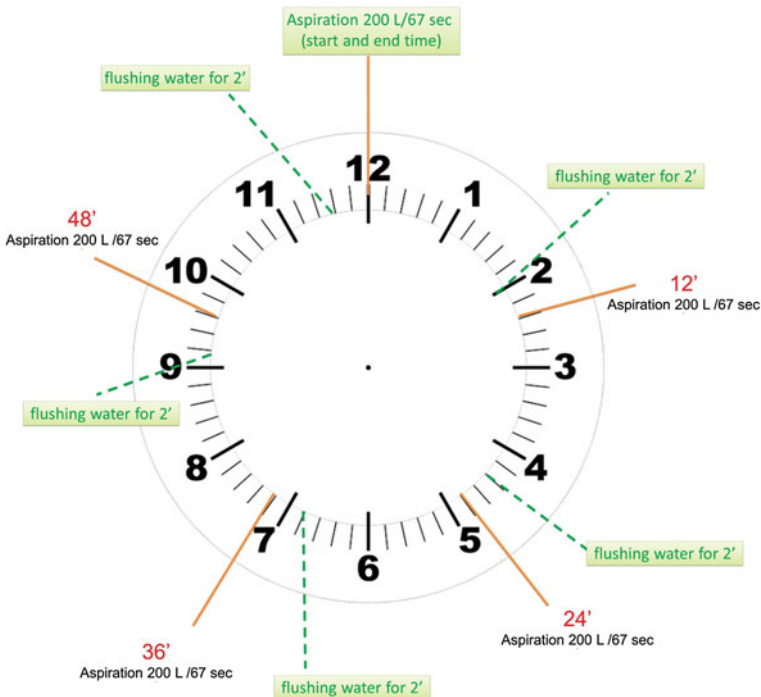 Aspiration 200 L/67 sec
(start and end time)
flushing water for 2’
12
11
1
flushing water for 2’
48’
Aspiration 200 L /67 sec
10
2
12’
Aspiration 200 L /67 sec
9
3
flushing water for 2’
8
4
7
5
6
flushing water for 2’
24’
Aspiration 200 L /67 sec
36’
Aspiration 200 L /67 sec
flushing water for 2’